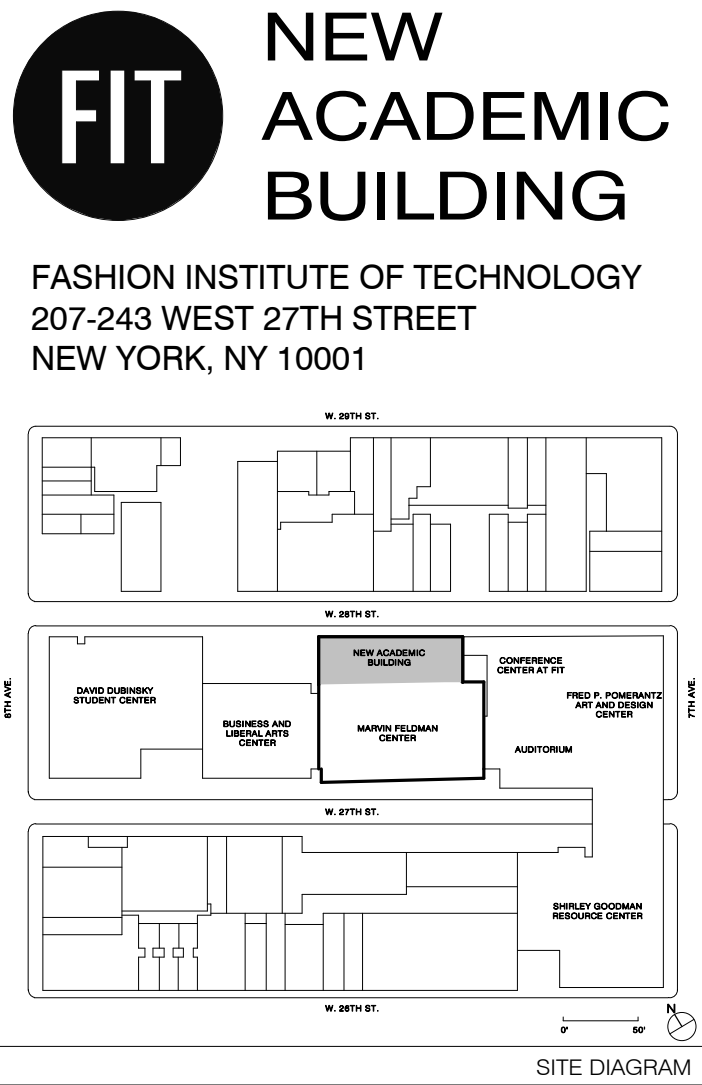 FIT
NEW
ACADEMIC
BUILDING
FASHION INSTITUTE OF TECHNOLOGY
207-243 WEST 27TH STREET
NEW YORK, NY 10001
W. 29TH ST.
W. 28TH ST.
8TH AVE.
DAVID DUBINSKY
STUDENT CENTER
BUSINESS AND
LIBERAL ARTS
CENTER
NEW ACADEMIC
BUILDING
MARVIN FELDMAN
CENTER
CONFERENCE
CENTER AT FIT
FRED P. POMERANTZ
ART AND DESIGN
CENTER
AUDITORIUM
7TH AVE.
W. 27TH ST.
SHIRLEY GOODMAN
RESOURCE CENTER
W. 26TH ST.
0'
50'
N
SITE DIAGRAM